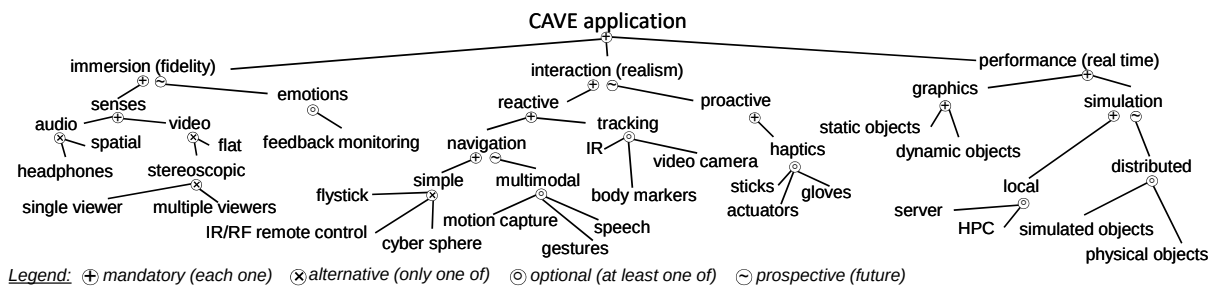 CAVE application
immersion (fidelity)
interaction (realism)
performance (real time)
senses
emotions
reactive
proactive
graphics
simulation
audio
video
feedback monitoring
navigation
tracking
static objects
dynamic objects
headphones
spatial
stereoscopic
flat
simple
multimodal
IR
video camera
body markers
haptics
local
distributed
single viewer
multiple viewers
flystick
IR/RF remote control
cyber sphere
motion capture
gestures
speech
sticks
actuators
gloves
server
HPC
simulated objects
physical objects
Legend: + mandatory (each one) × alternative (only one of) ○ optional (at least one of) ~ prospective (future)